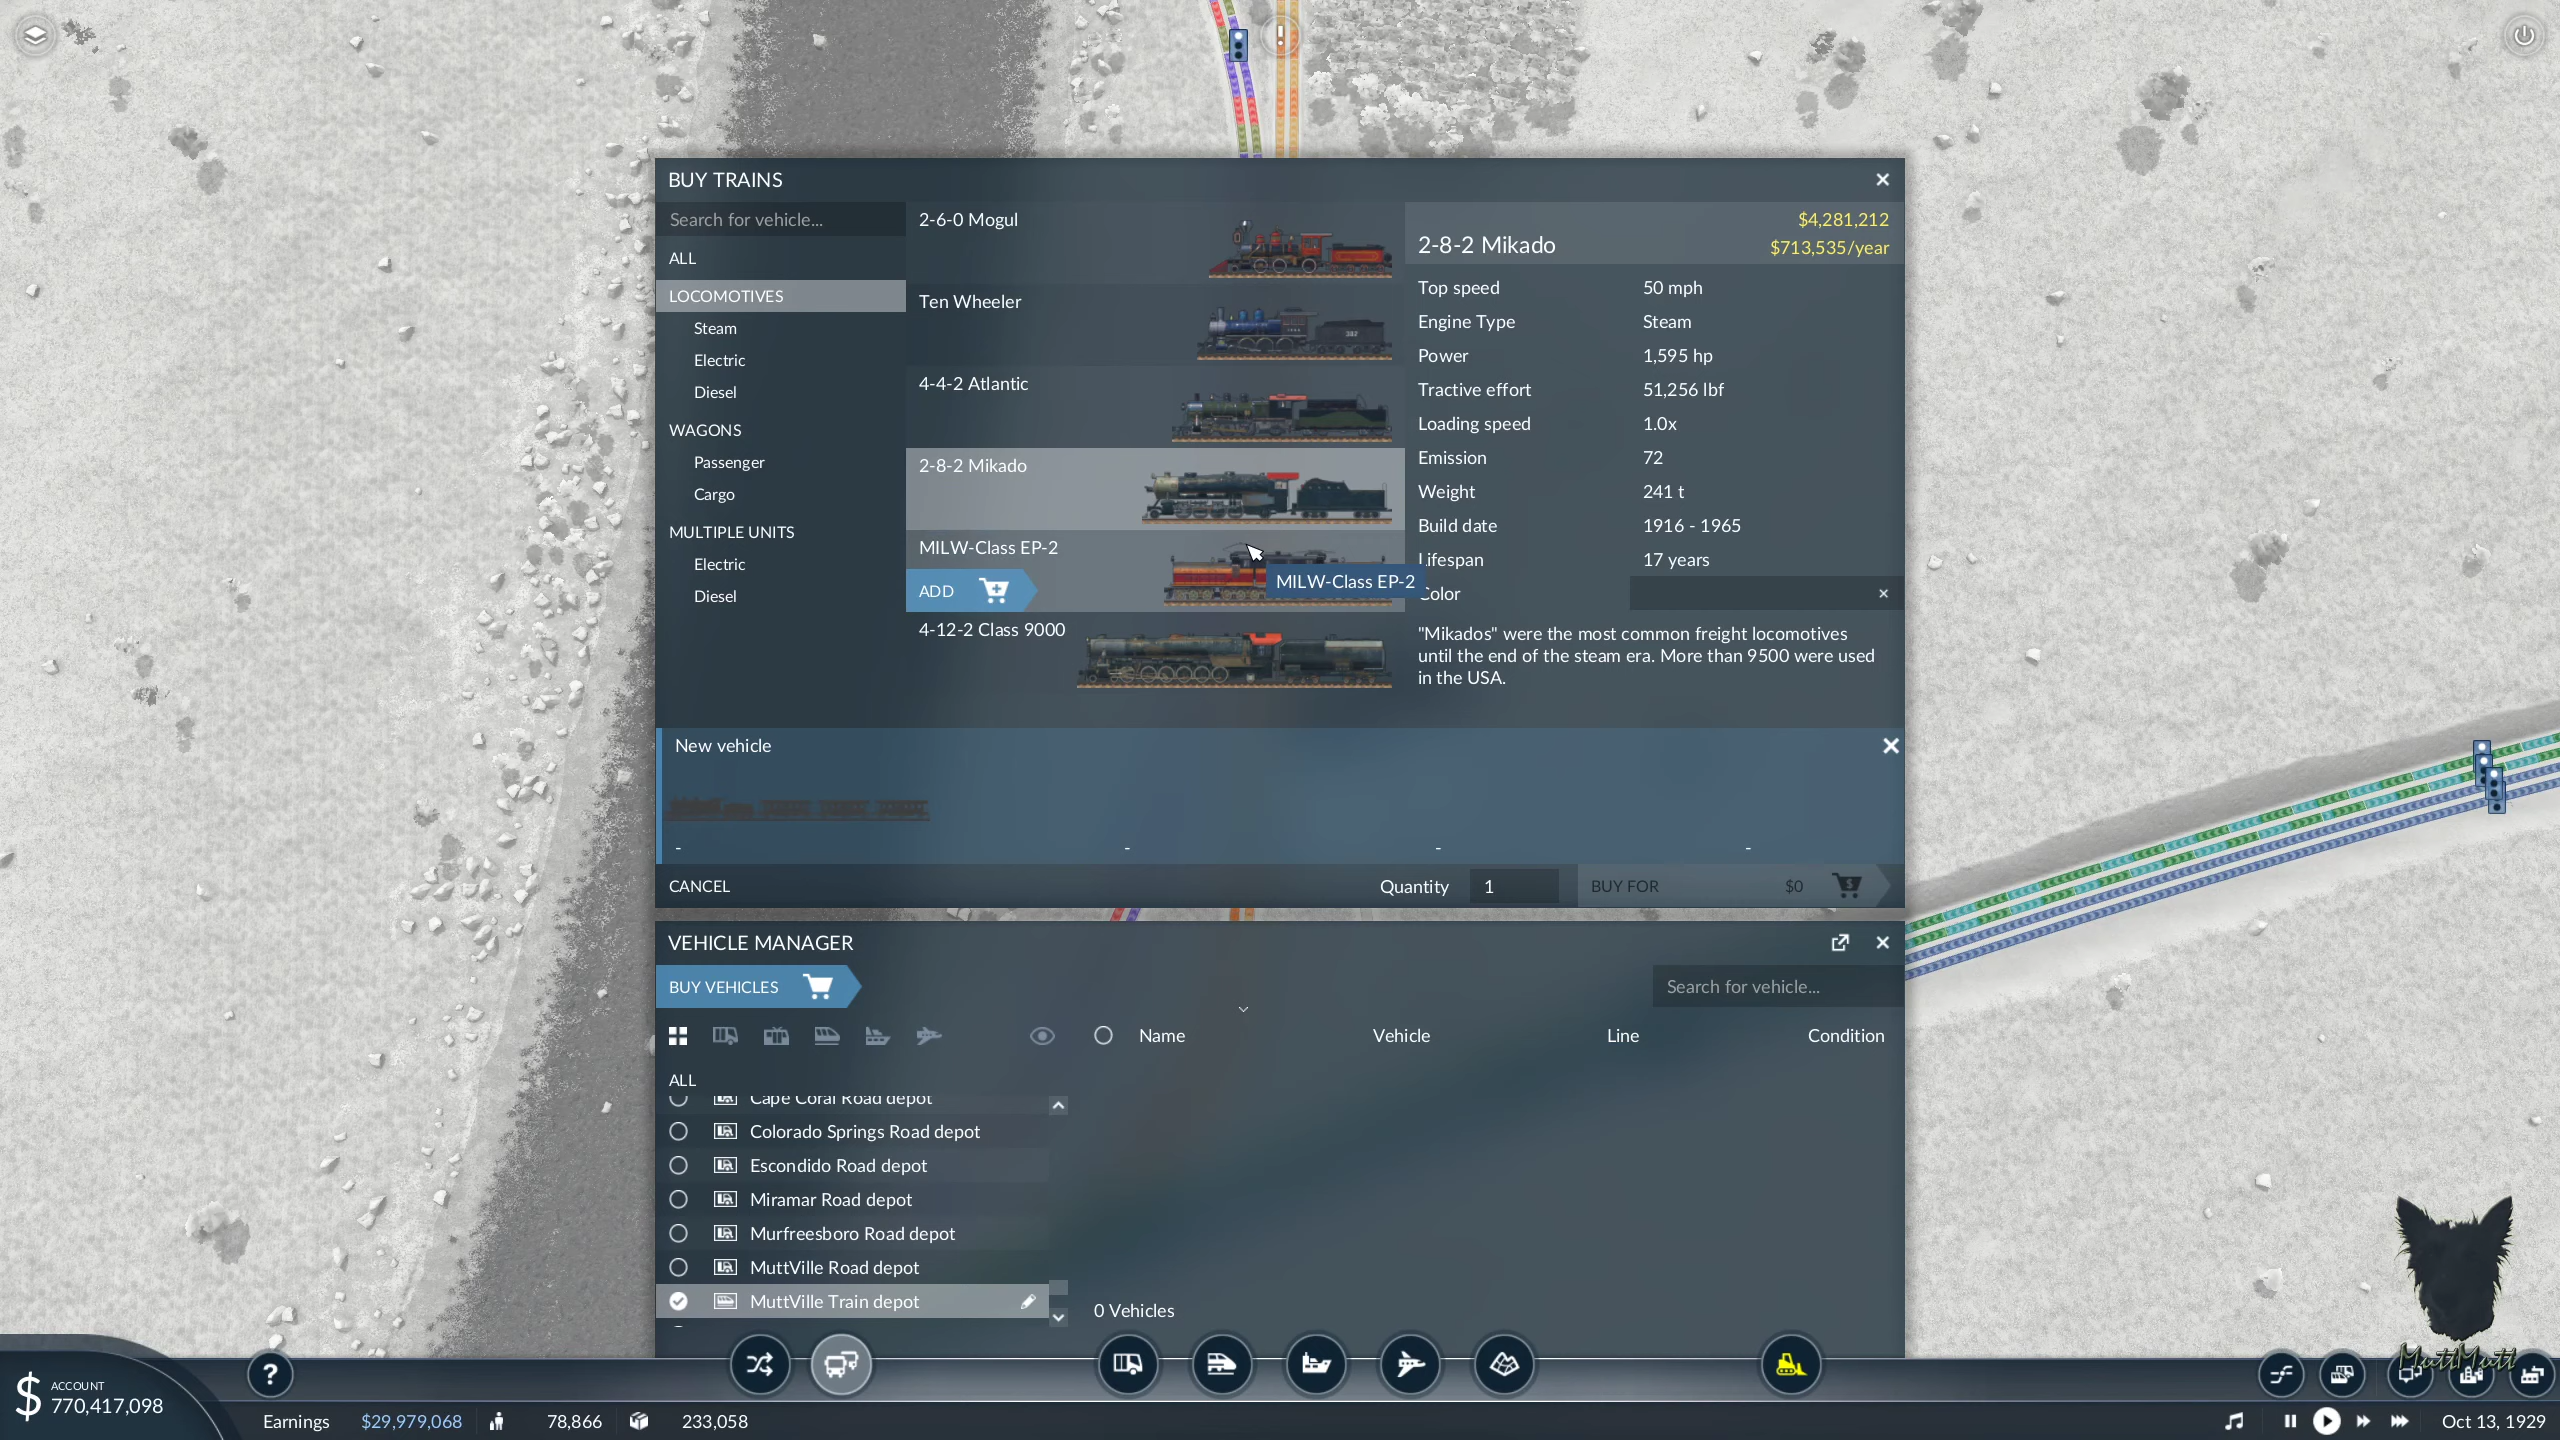 BUY TRAINS
Search for vehicle...
ALL
LOCOMOTIVES
Steam
Electric
Diesel
WAGONS
Passenger
Cargo
MULTIPLE UNITS
Electric
Diesel
2-6-0 Mogul
Ten Wheeler
382
4-4-2 Atlantic
2-8-2 Mikado
MILW-Class EP-2
ADD
MILW-Class EP-2
4-12-2 Class 9000
$4,281,212
2-8-2 Mikado
$713,535/year
Top speed 50 mph
Engine Type Steam
Power 1,595 hp
Tractive effort 51,256 lbf
Loading speed 1.0x
Emission 72
Weight 241 t
Build date 1916 - 1965
Lifespan 17 years
Color
"Mikados" were the most common freight locomotives
until the end of the steam era. More than 9500 were used
in the USA.
New vehicle
- - - -
CANCEL
Quantity 1
BUY FOR $0
VEHICLE MANAGER
BUY VEHICLES
Search for vehicle...
Name Vehicle Line Condition
ALL
Cape Coral Road depot
Colorado Springs Road depot
Escondido Road depot
Miramar Road depot
Murfreesboro Road depot
MuttVille Road depot
MuttVille Train depot
0 Vehicles
MuttMutt
?
$ ACCOUNT
770,417,098
Earnings $29,979,068 78,866 233,058
Oct 13, 1929